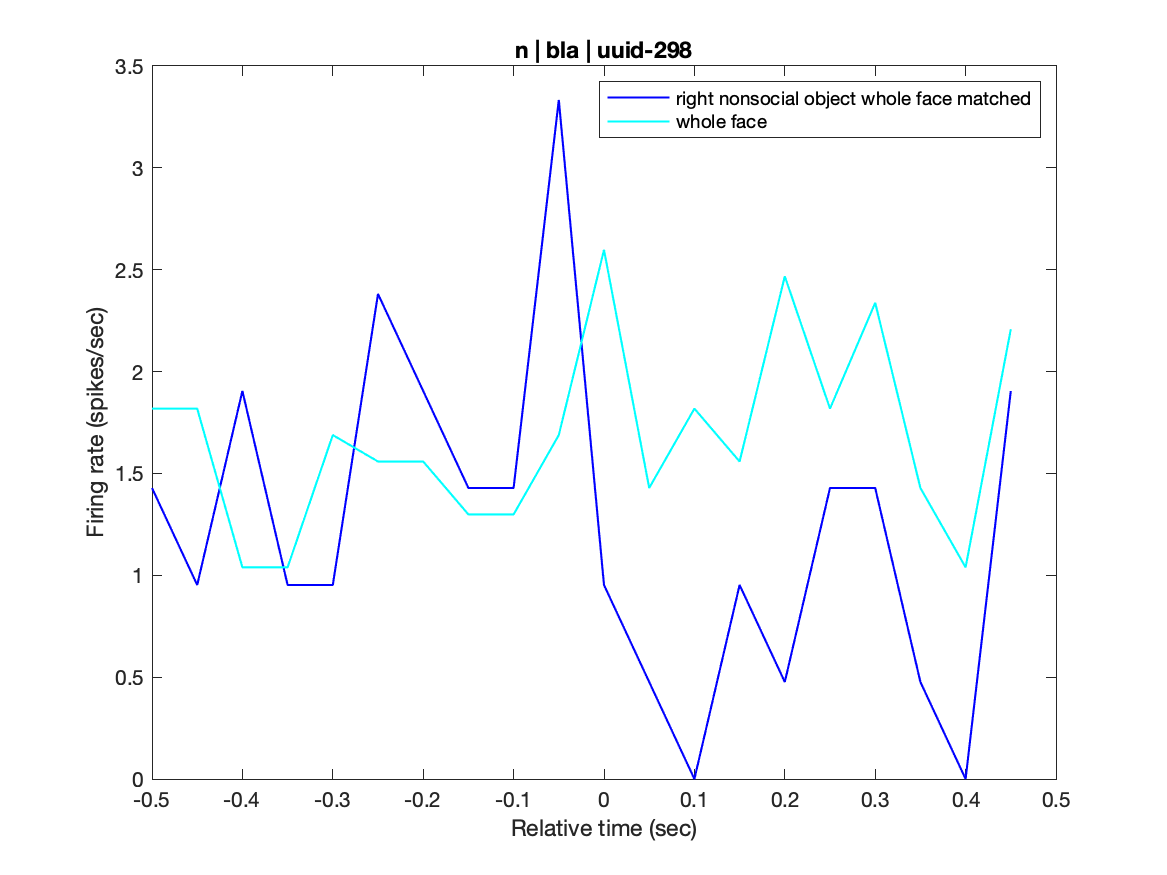 n | bla | uuid-298
right nonsocial object whole face matched
whole face
Firing rate (spikes/sec)
3.5
3
2.5
2
1.5
1
0.5
0
-0.5 -0.4 -0.3 -0.2 -0.1 0 0.1 0.2 0.3 0.4 0.5
Relative time (sec)